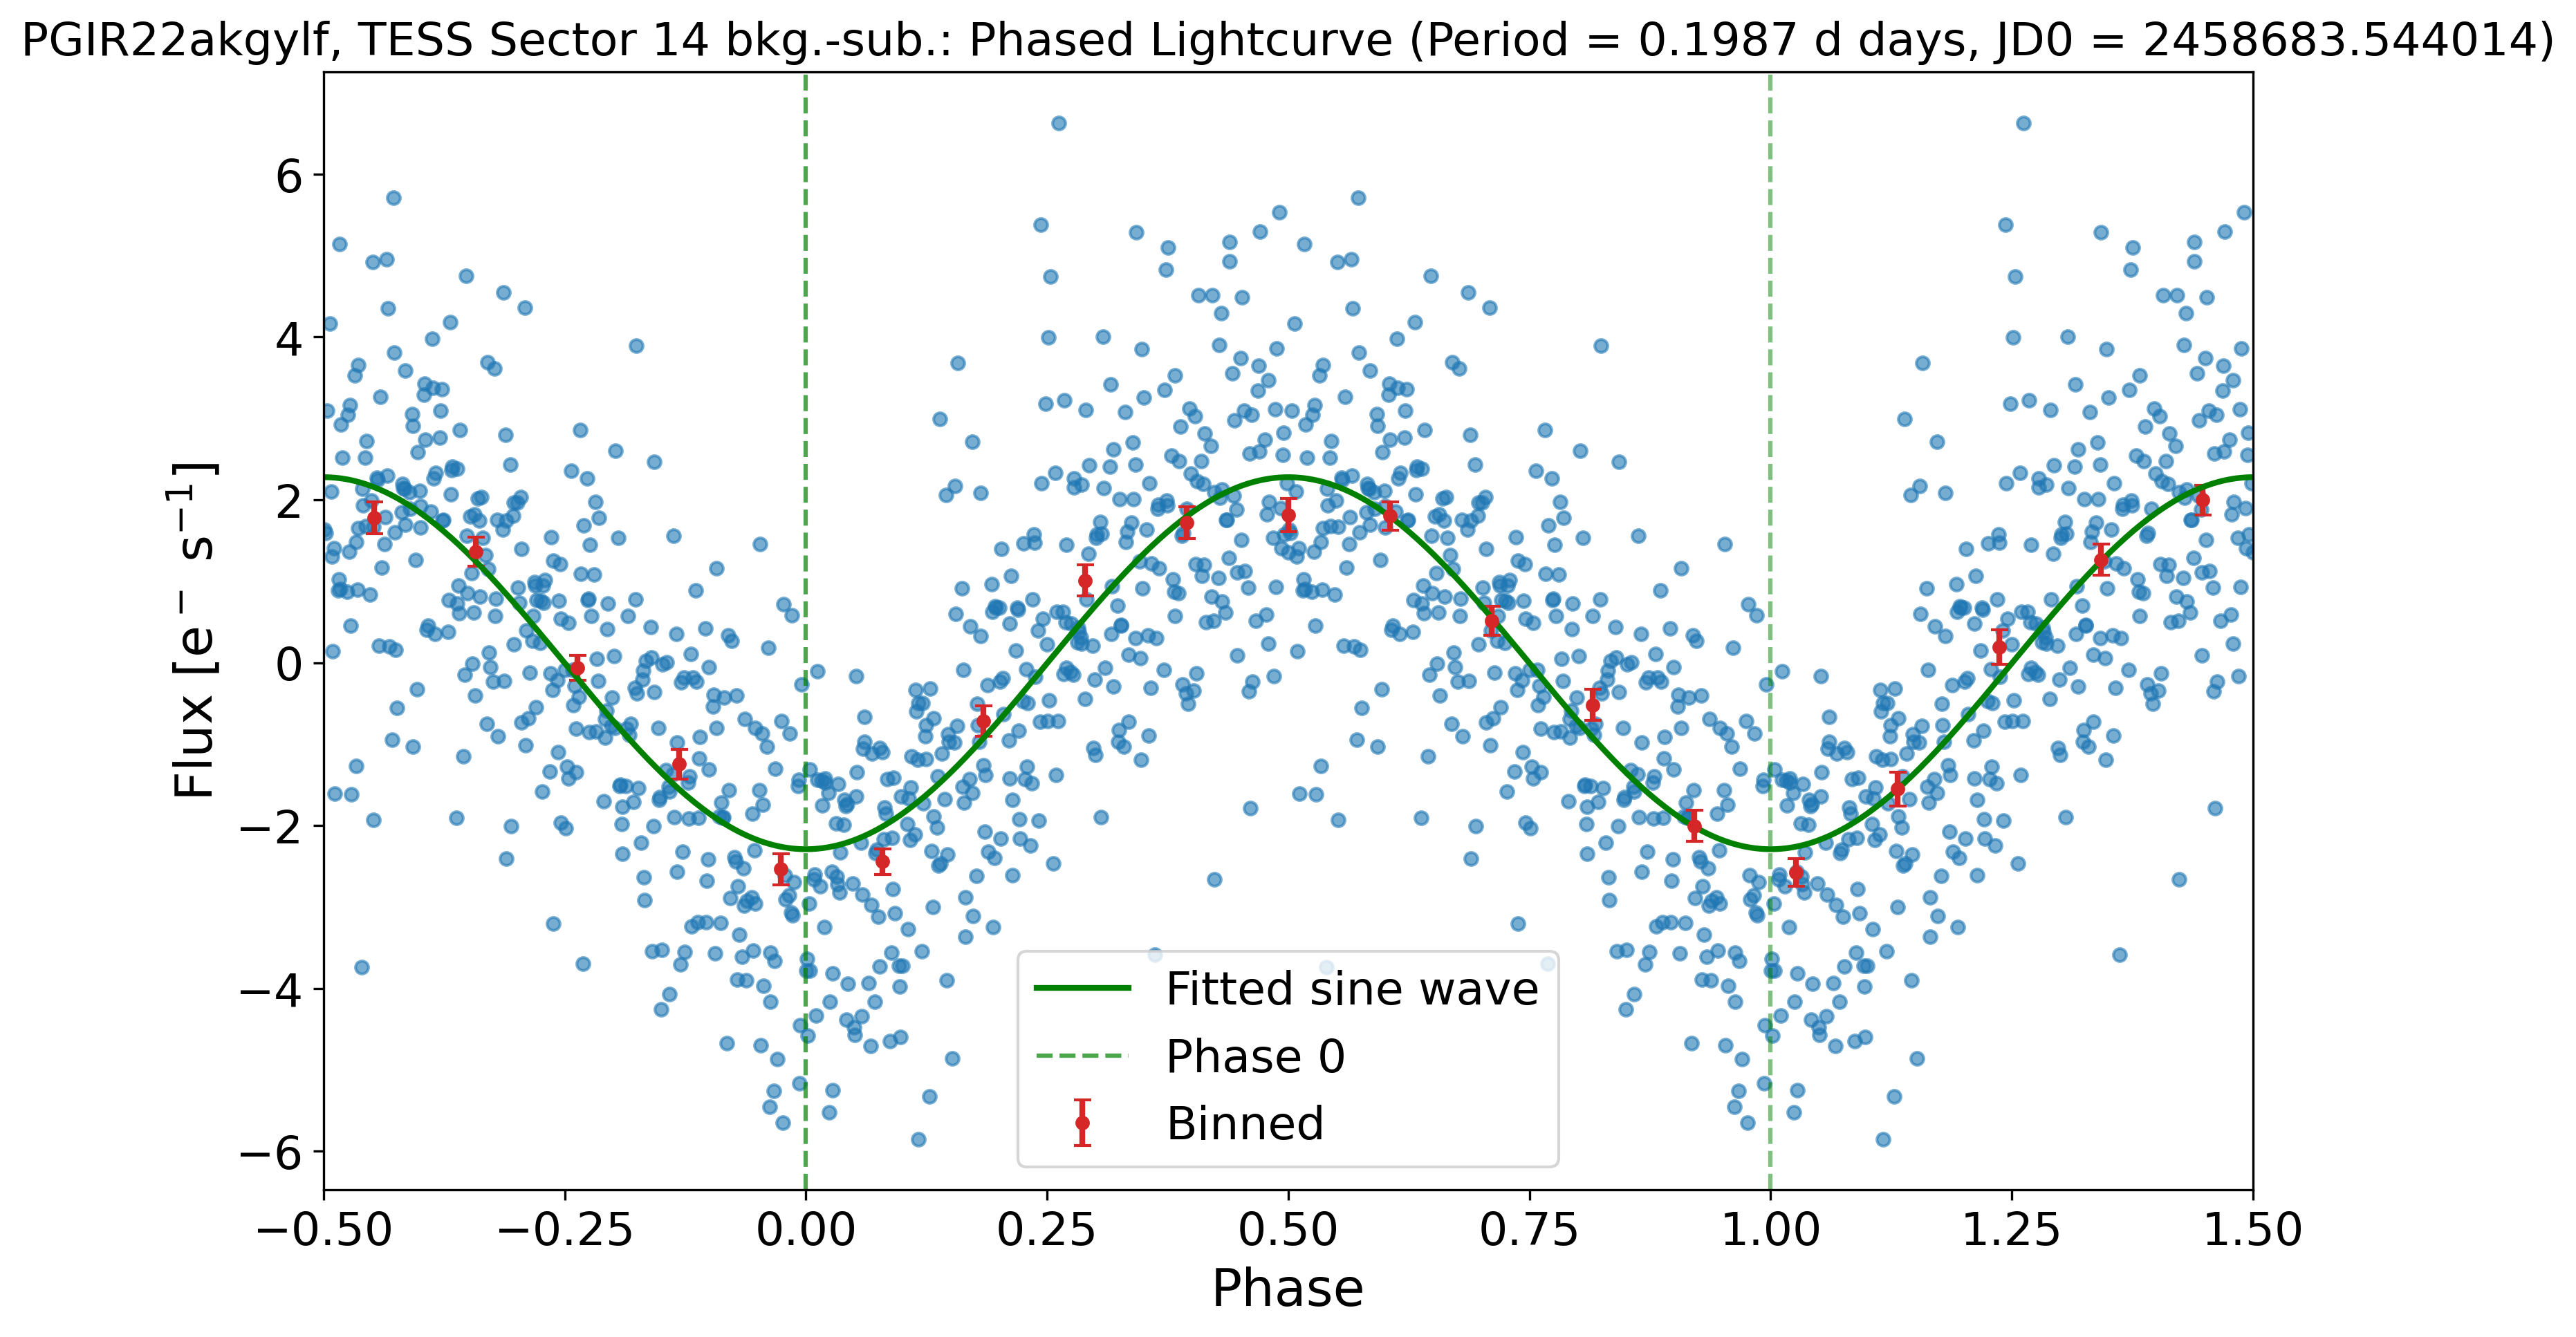 PGIR22akgylf, TESS Sector 14 bkg.-sub.: Phased Lightcurve (Period = 0.1987 d days, JD0 = 2458683.544014)
Flux [e⁻ s⁻¹]
6
4
2
0
−2
−4
−6
Fitted sine wave
Phase 0
Binned
−0.50 −0.25 0.00 0.25 0.50 0.75 1.00 1.25 1.50
Phase